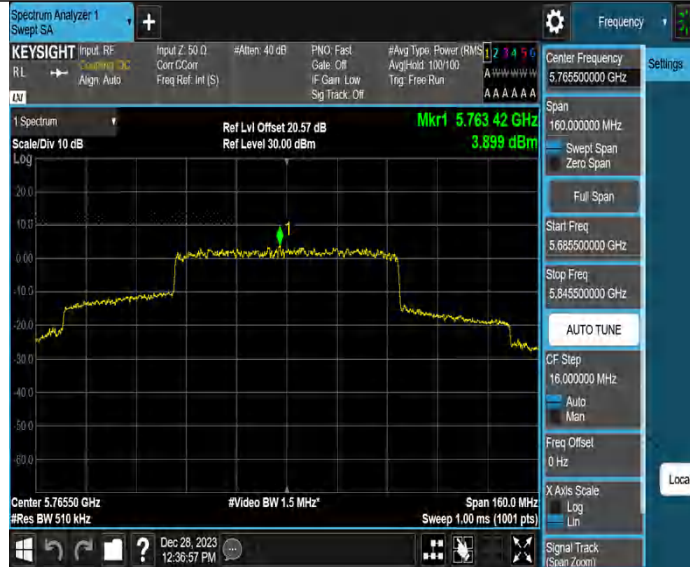 Spectrum Analyzer 1
Swept SA
+
Frequency
KEYSIGHT
RL
Input: RF
Coupling: DC
Align: Auto
Input Z: 50 Ω
Corr CCorr
Freq Ref: Int (S)
#Atten: 40 dB
PNO: Fast
Gate: Off
IF Gain: Low
Sig Track: Off
#Avg Type: Power (RMS
Avg|Hold: 100/100
Trig: Free Run
1 2 3 4 5 6
A W W W W W
A A A A A A
LXI
1 Spectrum
Scale/Div 10 dB
Ref Lvl Offset 20.57 dB
Ref Level 30.00 dBm
Mkr1 5.763 42 GHz
3.899 dBm
Log
20.0
10.0
0.00
-10.0
-20.0
-30.0
-40.0
-50.0
-60.0
1
Center 5.76550 GHz
#Res BW 510 kHz
#Video BW 1.5 MHz*
Span 160.0 MHz
Sweep 1.00 ms (1001 pts)
?
Dec 28, 2023
12:36:57 PM
Center Frequency
5.765500000 GHz
Settings
Span
160.000000 MHz
Swept Span
Zero Span
Full Span
Start Freq
5.685500000 GHz
Stop Freq
5.845500000 GHz
AUTO TUNE
CF Step
16.000000 MHz
Auto
Man
Freq Offset
0 Hz
X Axis Scale
Log
Lin
Loca
Signal Track
(Span Zoom)